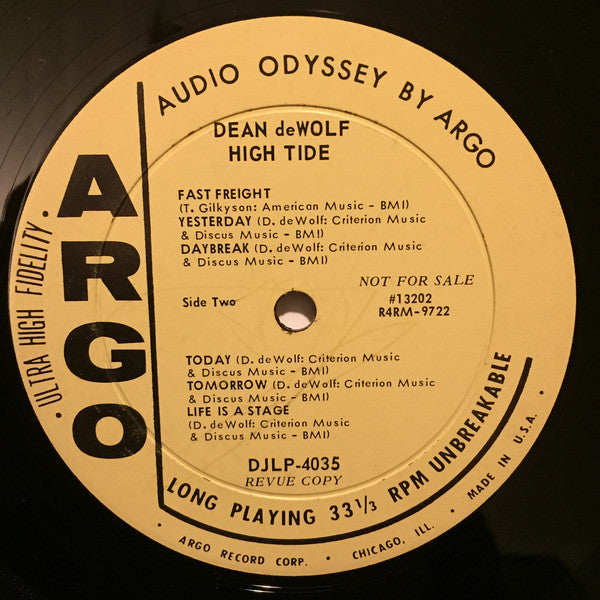 AUDIO ODYSSEY BY ARGO
DEAN deWOLF
HIGH TIDE
FAST FREIGHT
(T. Gilkyson: American Music - BMI)
YESTERDAY (D. deWolf: Criterion Music
& Discus Music - BMI)
DAYBREAK (D. deWolf: Criterion Music
& Discus Music - BMI)
NOT FOR SALE
Side Two
#13202
R4RM-9722
TODAY (D. deWolf: Criterion Music
& Discus Music - BMI)
TOMORROW (D. deWolf: Criterion Music
& Discus Music - BMI)
LIFE IS A STAGE
(D. deWolf: Criterion Music
& Discus Music - BMI)
DJLP-4035
REVUE COPY
ARGO
• ULTRA HIGH FIDELITY •
LONG PLAYING 33 1/3 RPM UNBREAKABLE
• ARGO RECORD CORP. • CHICAGO, ILL. • MADE IN U.S.A. •